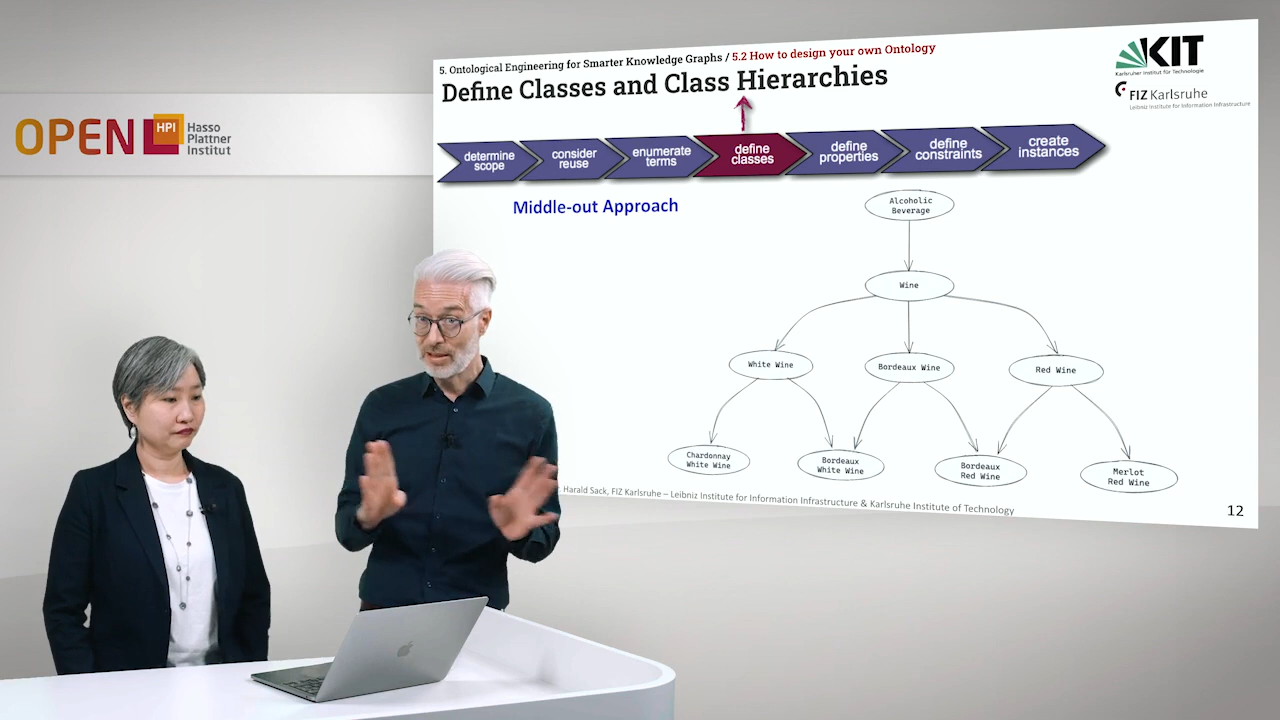 OPEN
HPI
Hasso
Plattner
Institut
5. Ontological Engineering for Smarter Knowledge Graphs / 5.2 How to design your own Ontology
Define Classes and Class Hierarchies
KIT
Karlsruher Institut für Technologie
FIZ Karlsruhe
Leibniz Institute for Information Infrastructure
determine
scope
consider
reuse
enumerate
terms
define
classes
define
properties
define
constraints
create
instances
Middle-out Approach
Alcoholic
Beverage
Wine
White Wine
Bordeaux Wine
Red Wine
Chardonnay
White Wine
Bordeaux
White Wine
Bordeaux
Red Wine
Merlot
Red Wine
. Harald Sack, FIZ Karlsruhe – Leibniz Institute for Information Infrastructure & Karlsruhe Institute of Technology
12